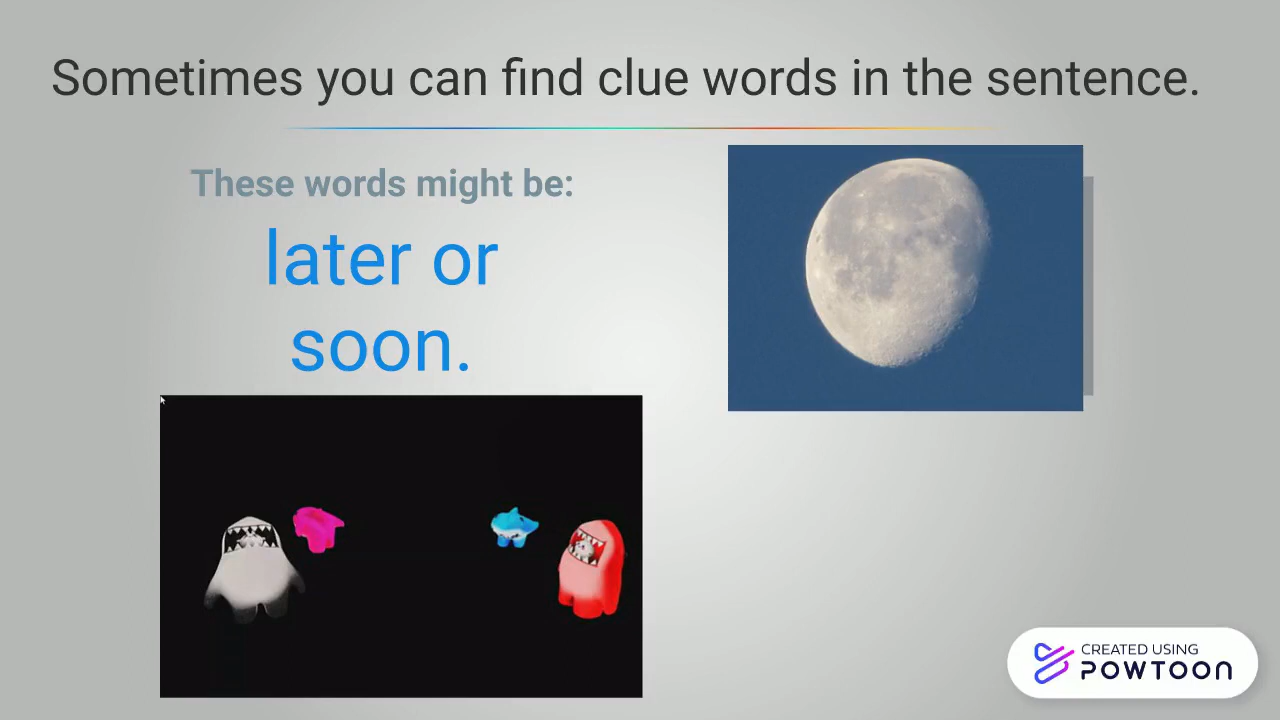 Sometimes you can find clue words in the sentence.
These words might be:
later or
soon.
CREATED USING
POWTOON